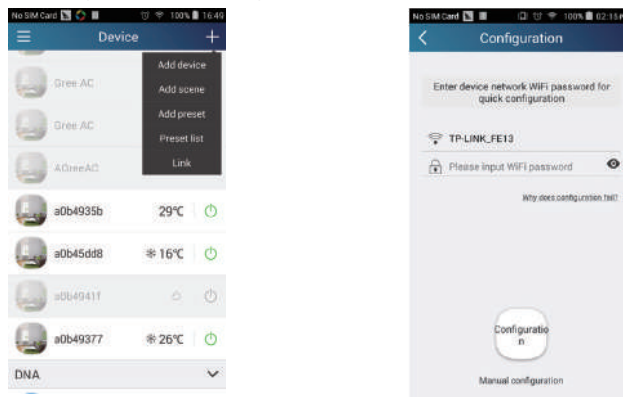 No SIM Card
100%
16:49
Device
Add device
Gree AC
Add scene
Add preset
Gree AC
Preset list
AGreeAC
Link
a0b4935b
29℃
a0b45dd8
16℃
a0b4941f
a0b49377
26℃
DNA
No SIM Card
100%
02:15P
Configuration
Enter device network WiFi password for
quick configuration
TP-LINK_FE13
Please input WiFi password
Why does configuration fail?
Configuratio
n
Manual configuration